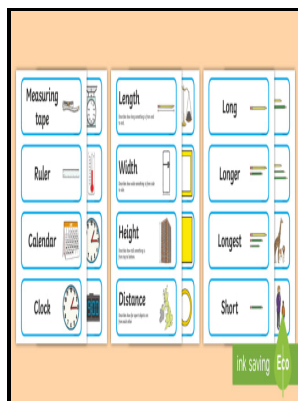 Measuring
tape
Ruler
Calendar
Clock
Length
Width
Height
Distance
Long
Longer
Longest
Short
ink saving
Eco